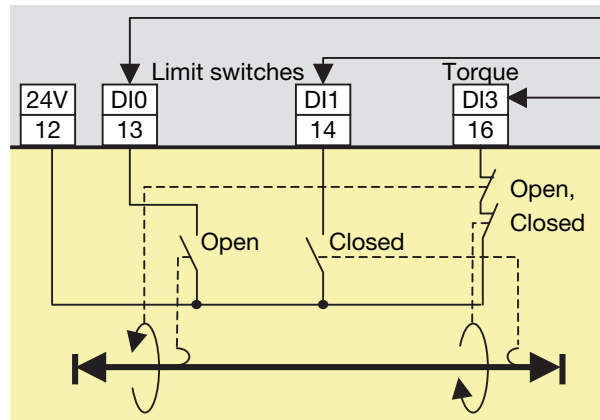 Limit switches
Torque
24V
DI0
DI1
DI3
12
13
14
16
Open,
Closed
Open
Closed